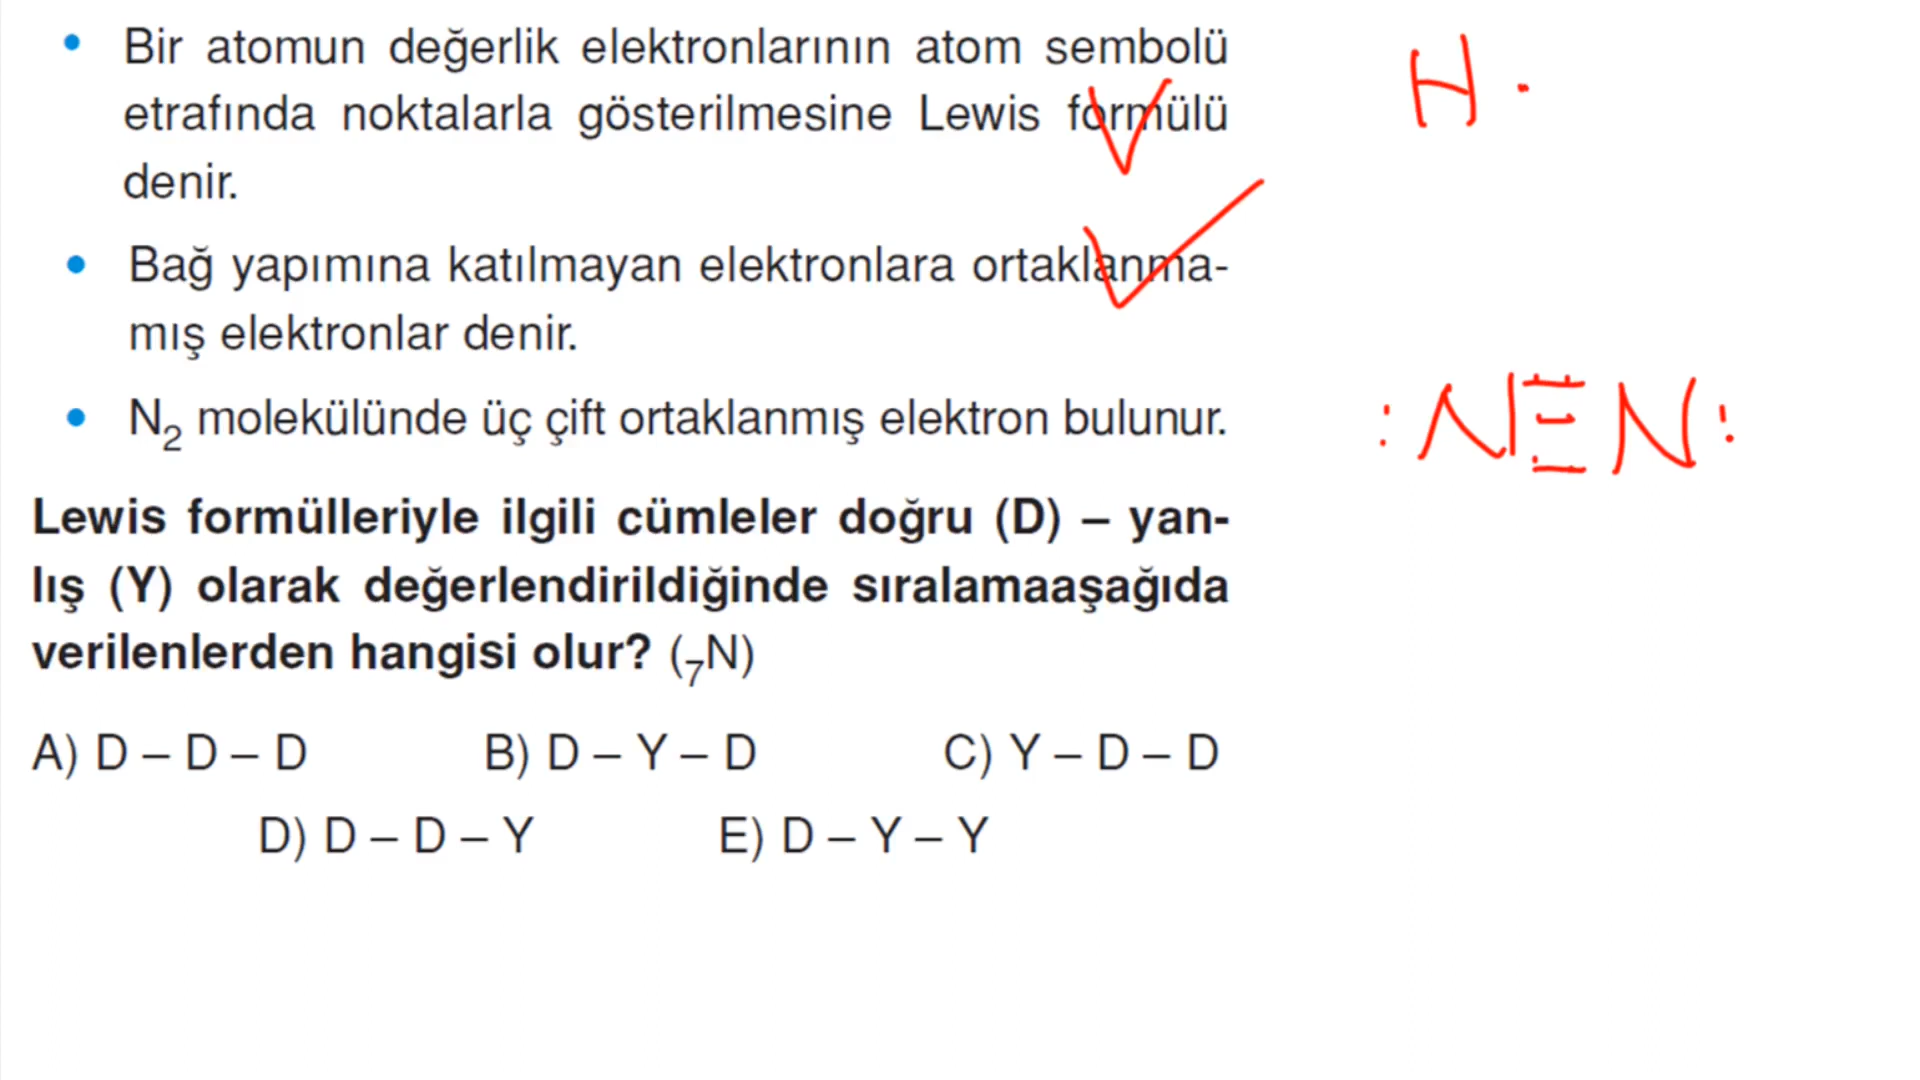 • Bir atomun değerlik elektronlarının atom sembolü
etrafında noktalarla gösterilmesine Lewis formülü
denir.
H ·
• Bağ yapımına katılmayan elektronlara ortaklanma-
mış elektronlar denir.
• N₂ molekülünde üç çift ortaklanmış elektron bulunur.
:N≡N:
Lewis formülleriyle ilgili cümleler doğru (D) – yan-
lış (Y) olarak değerlendirildiğinde sıralamaaşağıda
verilenlerden hangisi olur? (₇N)
A) D – D – D B) D – Y – D C) Y – D – D
D) D – D – Y E) D – Y – Y